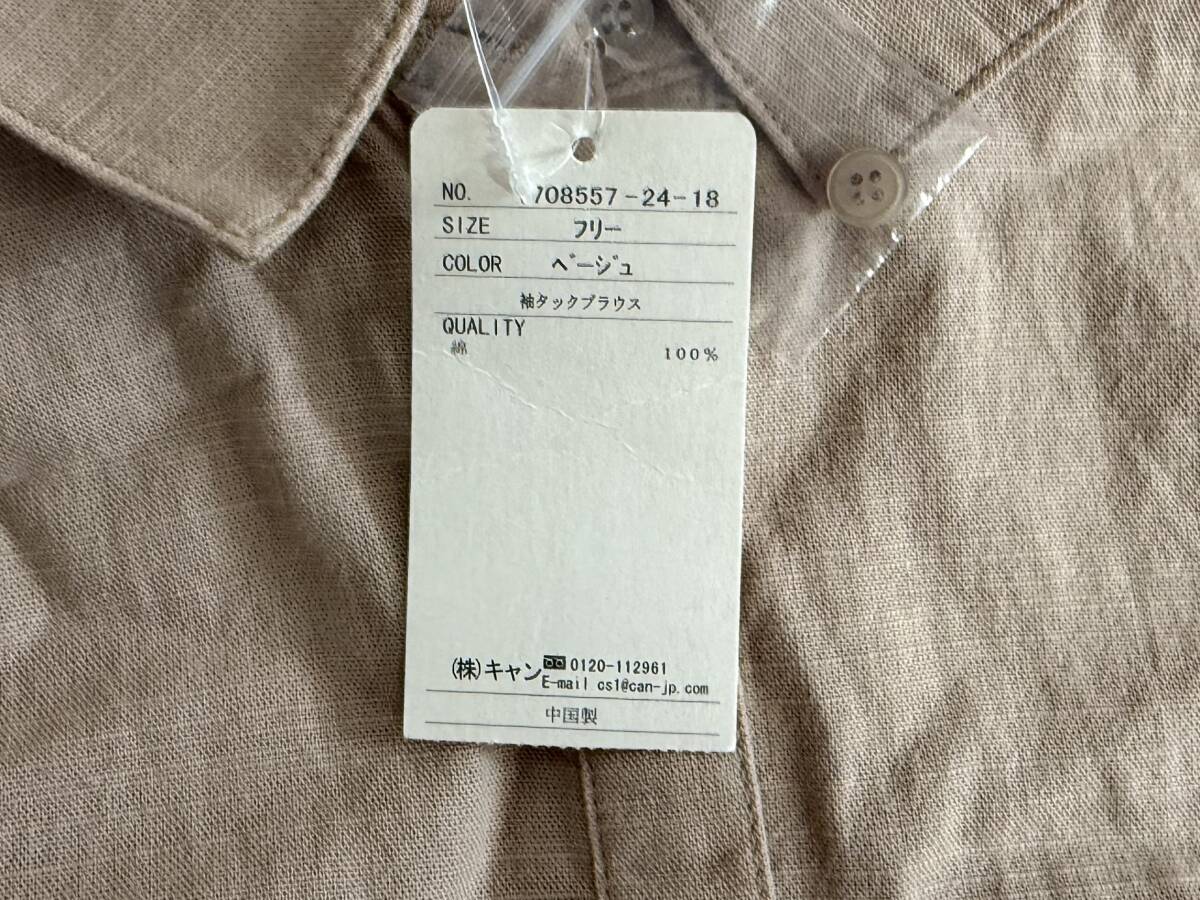 NO. 708557-24-18
SIZE フリー
COLOR ベージュ
袖タックブラウス
QUALITY
綿 100%
(株)キャン 0120-112961
E-mail cs1@can-jp.com
中国製